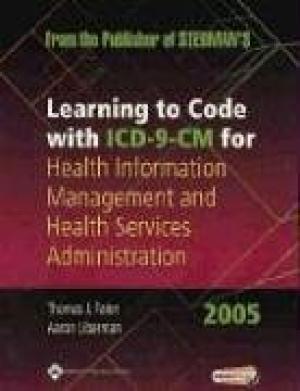 from the Publisher of STEDMAN'S
Learning to Code
with ICD-9-CM for
Health Information
Management and
Health Services
Administration
Thomas J. Falen
Aaron Liberman
2005